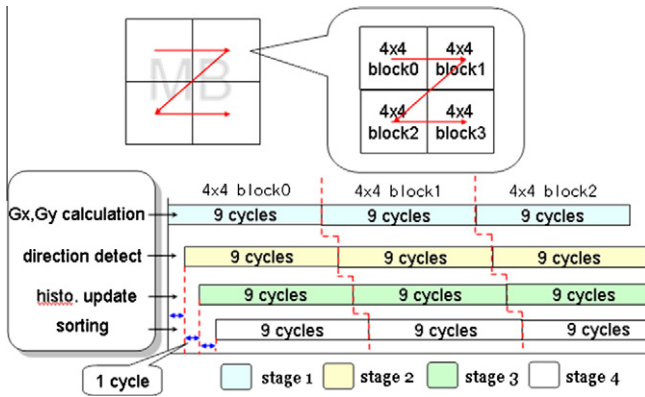 MB
4x4 4x4
block0 block1
4x4 4x4
block2 block3
4x4 block0 4x4 block1 4x4 block2
Gx,Gy calculation 9 cycles 9 cycles 9 cycles
direction detect 9 cycles 9 cycles 9 cycles
histo. update 9 cycles 9 cycles 9 cycles
sorting 9 cycles 9 cycles 9 cycles
1 cycle
stage 1 stage 2 stage 3 stage 4